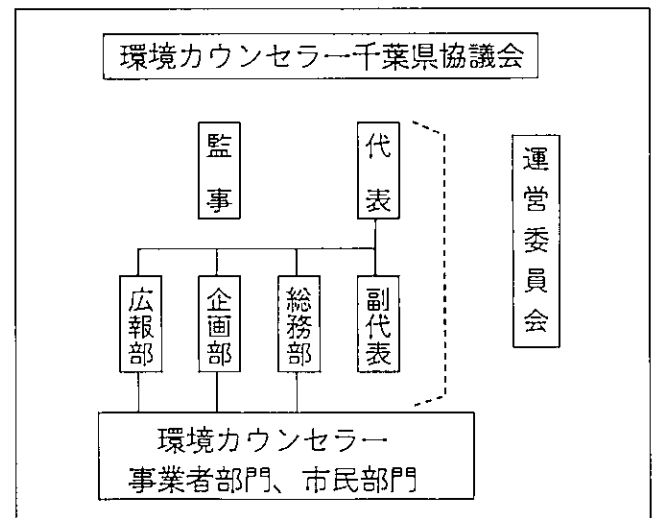 環境カウンセラー千葉県協議会
監事
代表
運営委員会
広報部
企画部
総務部
副代表
環境カウンセラー
事業者部門、市民部門